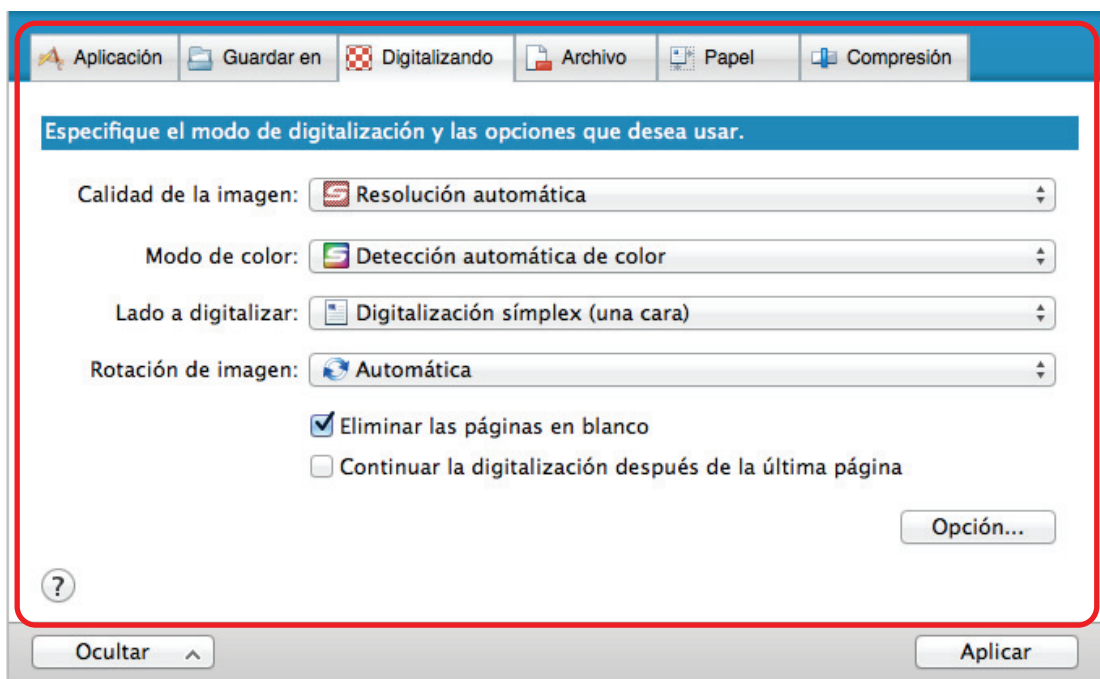 Aplicación Guardar en Digitalizando Archivo Papel Compresión
Especifique el modo de digitalización y las opciones que desea usar.
Calidad de la imagen: Resolución automática
Modo de color: Detección automática de color
Lado a digitalizar: Digitalización símplex (una cara)
Rotación de imagen: Automática
Eliminar las páginas en blanco
Continuar la digitalización después de la última página
Opción...
?
Ocultar Aplicar